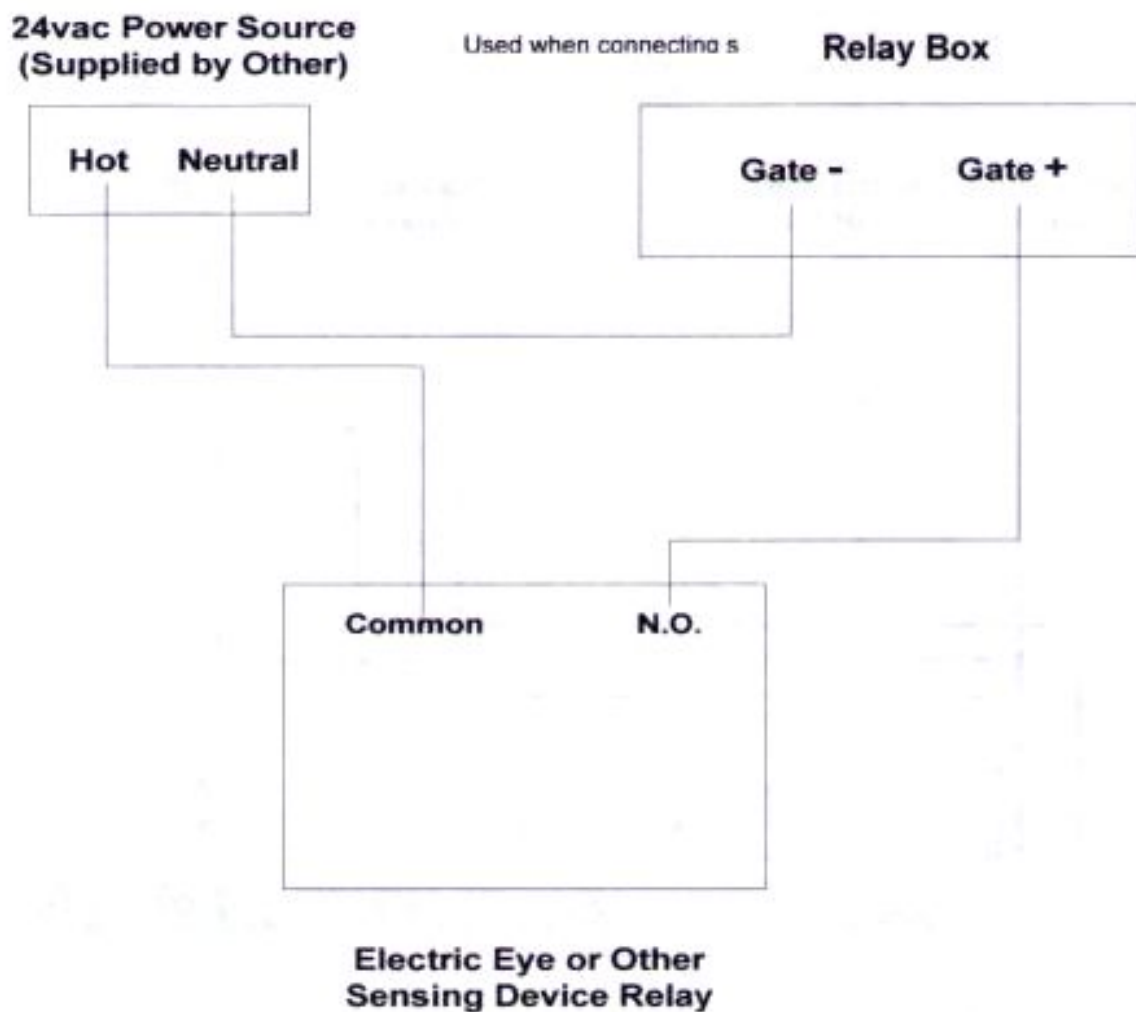 24vac Power Source
(Supplied by Other)
Used when connecting s
Relay Box
Hot Neutral
Gate - Gate +
Common N.O.
Electric Eye or Other
Sensing Device Relay